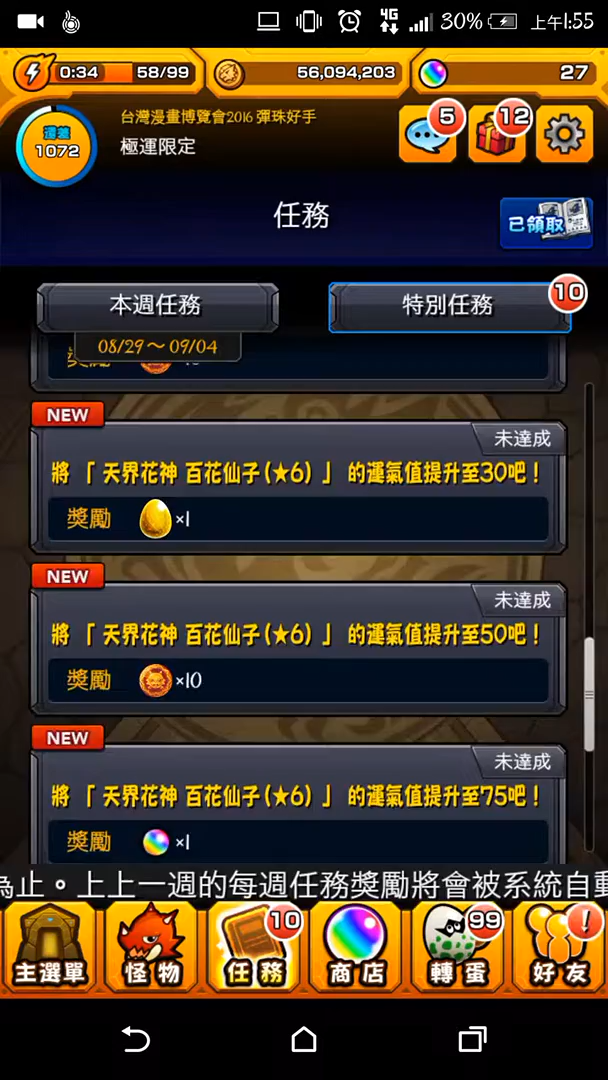 4G 30% 上午1:55
0:34 58/99 56,094,203 27
還差
1072
台灣漫畫博覽會2016 彈珠好手
極運限定
5
12
任務
已領取
本週任務
特別任務
10
08/29～09/04
NEW
未達成
將「天界花神 百花仙子(★6)」的運氣值提升至30吧！
獎勵 ×1
NEW
未達成
將「天界花神 百花仙子(★6)」的運氣值提升至50吧！
獎勵 ×10
NEW
未達成
將「天界花神 百花仙子(★6)」的運氣值提升至75吧！
獎勵 ×1
為止。上上一週的每週任務獎勵將會被系統自動
10
99
!
主選單 怪物 任務 商店 轉蛋 好友